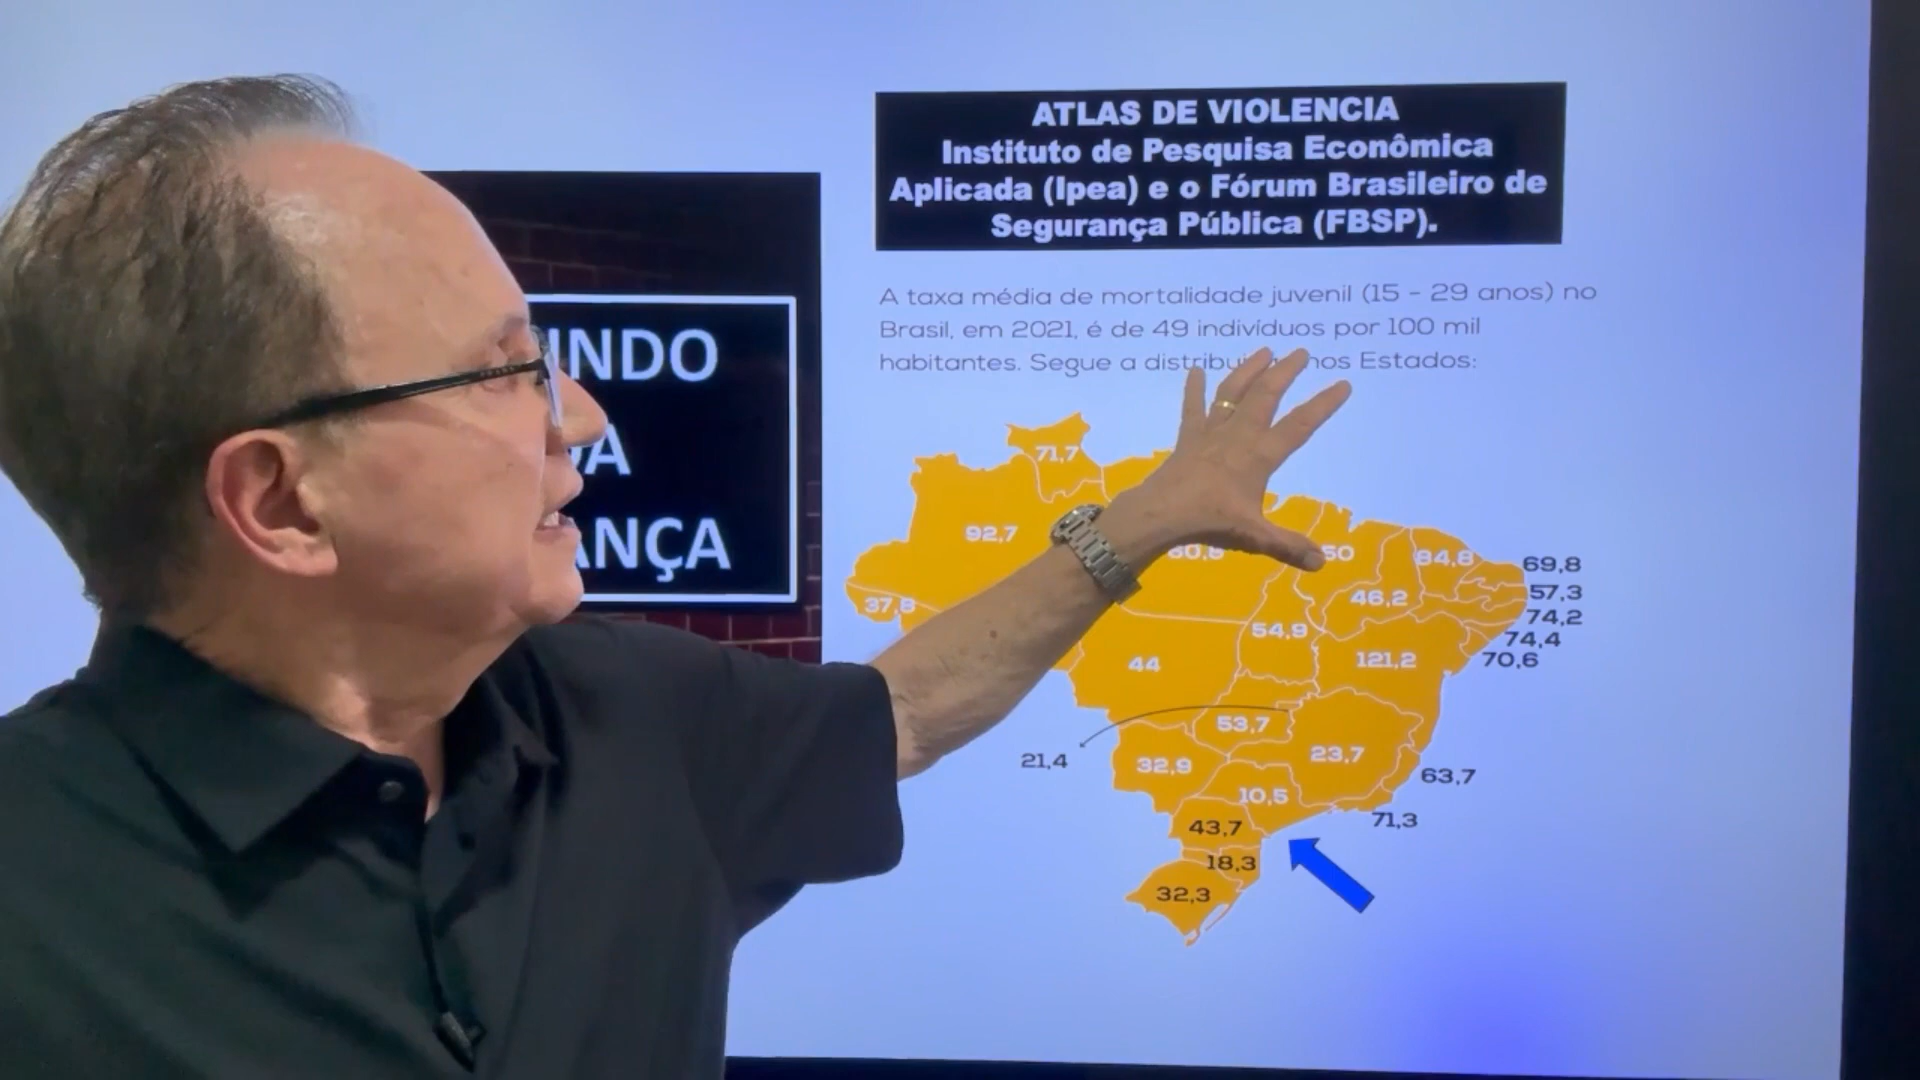 ATLAS DE VIOLENCIA
Instituto de Pesquisa Econômica
Aplicada (Ipea) e o Fórum Brasileiro de
Segurança Pública (FBSP).
A taxa média de mortalidade juvenil (15 - 29 anos) no
Brasil, em 2021, é de 49 indivíduos por 100 mil
habitantes. Segue a nos Estados:
INDO
DA
ANÇA
71,7
92,7
84,8
69,8
57,3
74,2
74,4
70,6
37,8
46,2
54,9
121,2
44
53,7
21,4
32,9
23,7
63,7
10,5
71,3
43,7
18,3
32,3